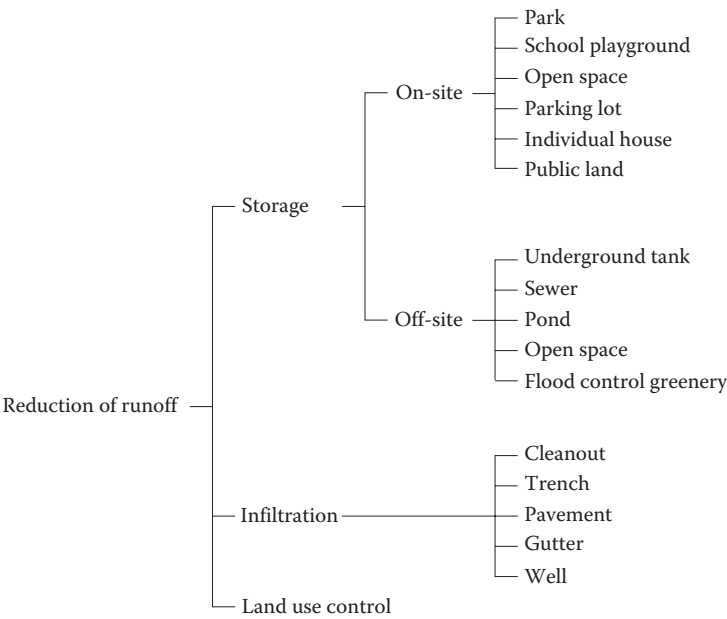 Park
School playground
Open space
On-site
Parking lot
Individual house
Public land
Storage
Underground tank
Sewer
Off-site
Pond
Open space
Flood control greenery
Reduction of runoff
Cleanout
Trench
Infiltration
Pavement
Gutter
Well
Land use control